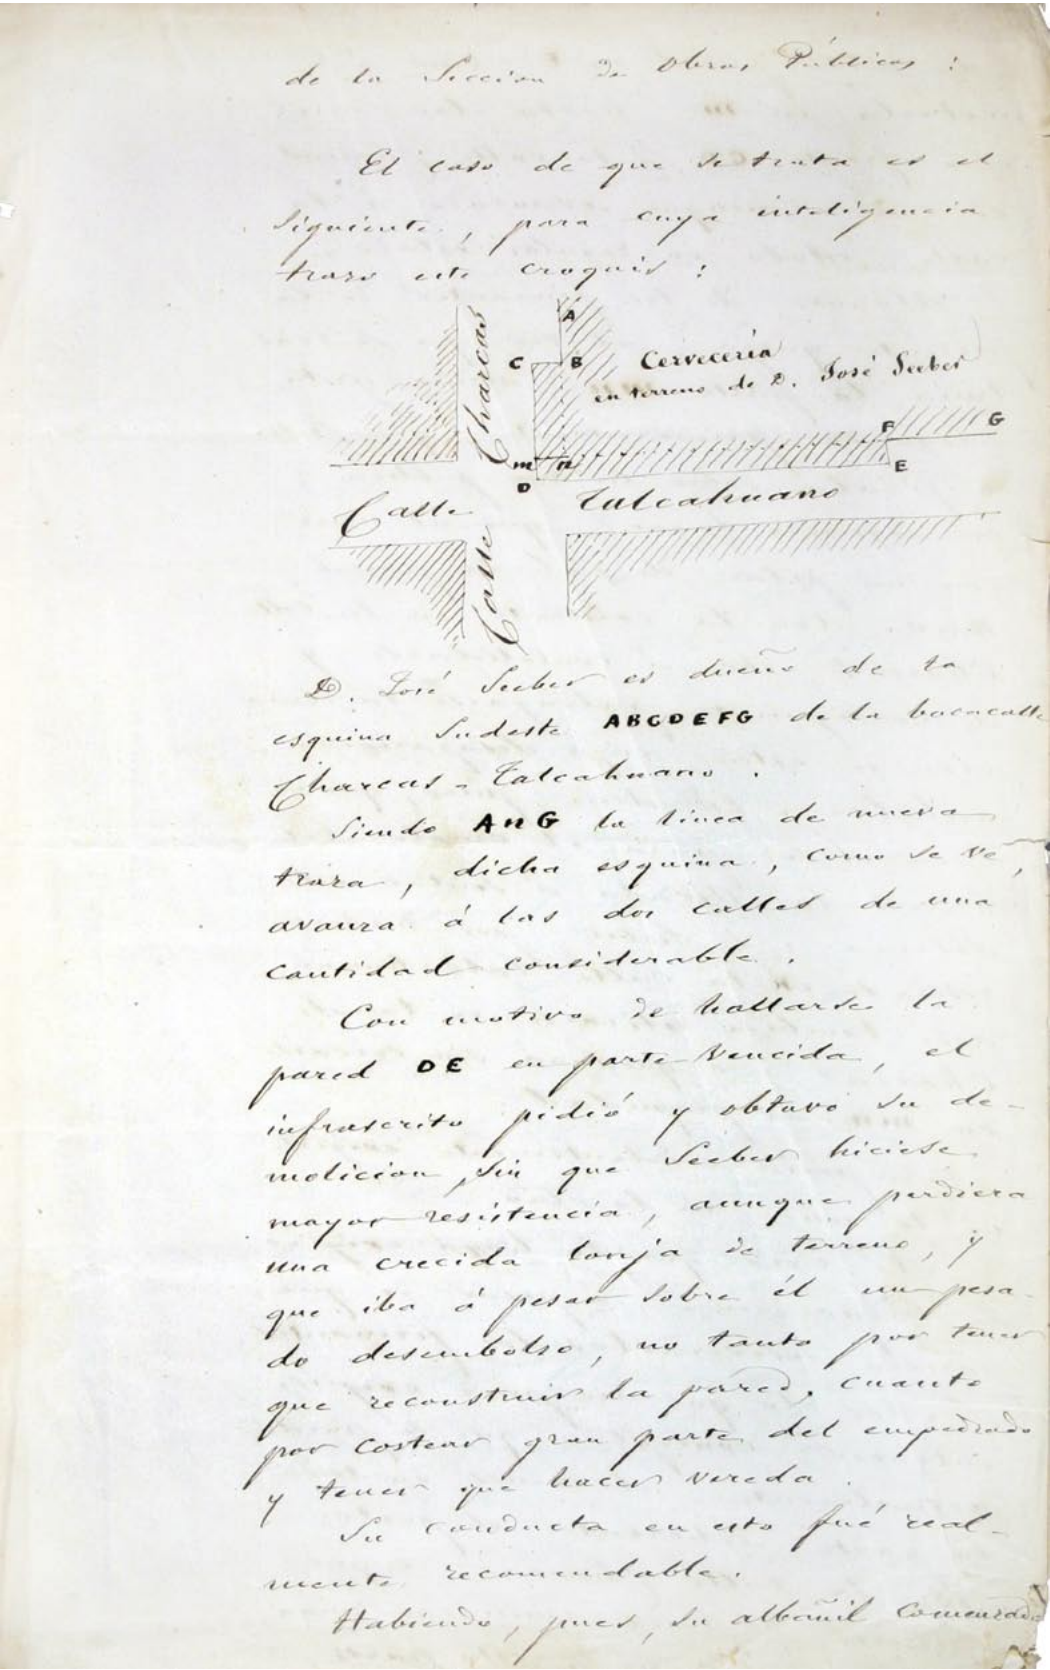 de la Seccion de Obras Públicas :
El caso de que se trata es el
siguiente, para cuya inteligencia
trazo este croquis :
A
C B
Cervecería
en terreno de D. José Seeber
Charcas
F G
m n
E
D
Calle Talcahuano
Calle
D. José Seeber es dueño de la
esquina Sudeste ABCDEFG de la bocacalle
Charcas - Talcahuano .
Siendo AnG la línea de nueva
traza, dicha esquina, como se vé,
avanza á las dos calles de una
cantidad considerable .
Con motivo de hallarse la
pared DE en parte vencida, el
infrascrito pidió y obtuvo su de-
molicion, sin que Seeber hiciese
mayor resistencia, aunque perdiera
una crecida lonja de terreno, y
que iba á pesar sobre él un pesa-
do desembolso, no tanto por tener
que reconstruir la pared, cuanto
por costear gran parte del empedrado
y tener que hacer vereda .
Su conducta en esto fué real-
mente recomendable .
Habiendo, pues, su albañil comenzado